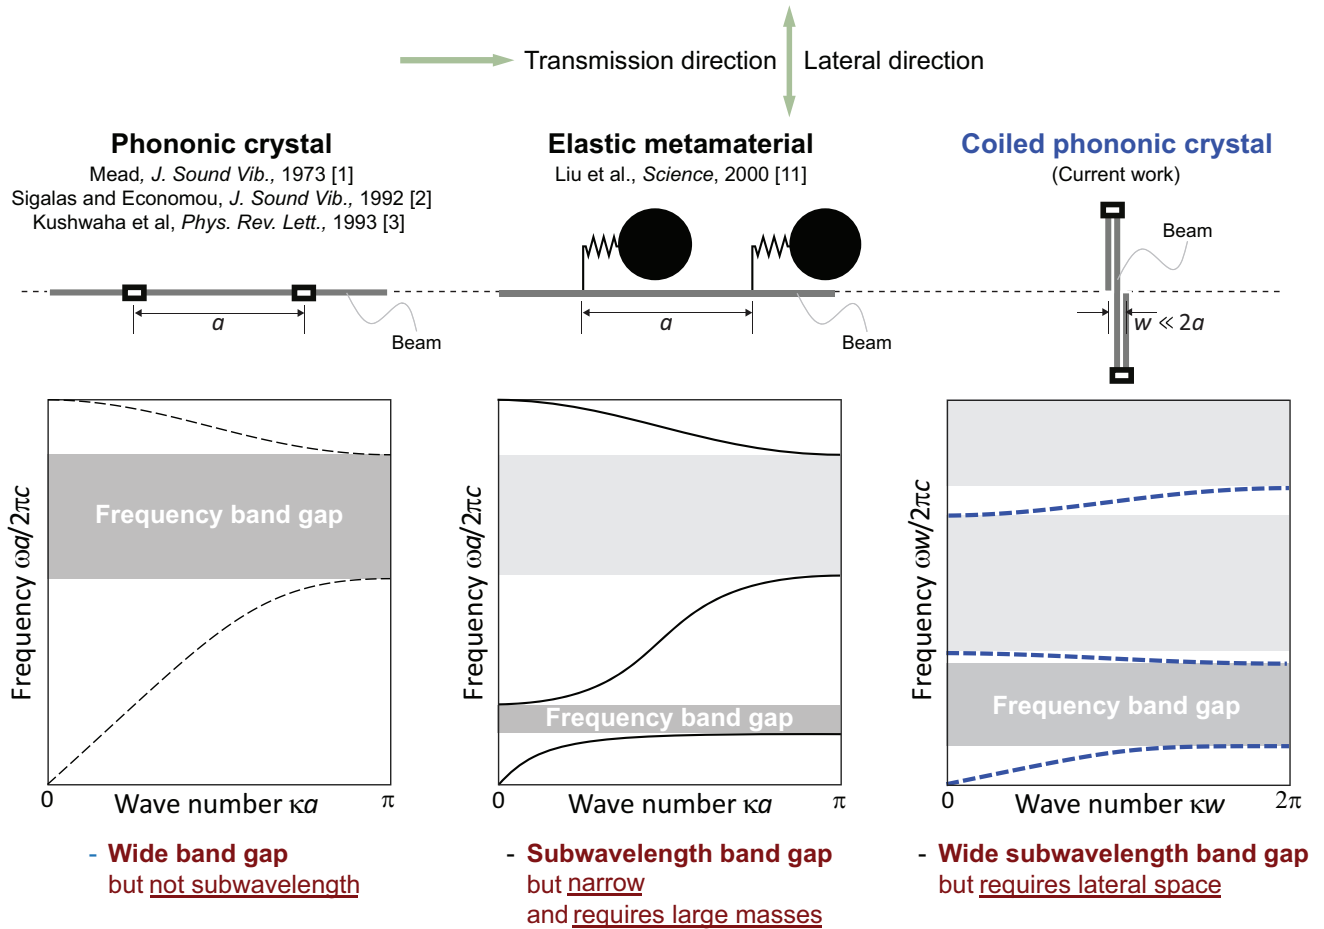 Transmission direction
Lateral direction
Phononic crystal
Mead, J. Sound Vib., 1973 [1]
Sigalas and Economou, J. Sound Vib., 1992 [2]
Kushwaha et al, Phys. Rev. Lett., 1993 [3]
a
Beam
Elastic metamaterial
Liu et al., Science, 2000 [11]
a
Beam
Coiled phononic crystal
(Current work)
Beam
w ≪ 2a
Frequency ωa/2πc
Frequency band gap
0
Wave number κa
π
Frequency ωa/2πc
Frequency band gap
0
Wave number κa
π
Frequency ωw/2πc
Frequency band gap
0
Wave number κw
2π
- Wide band gap
but not subwavelength
- Subwavelength band gap
but narrow
and requires large masses
- Wide subwavelength band gap
but requires lateral space